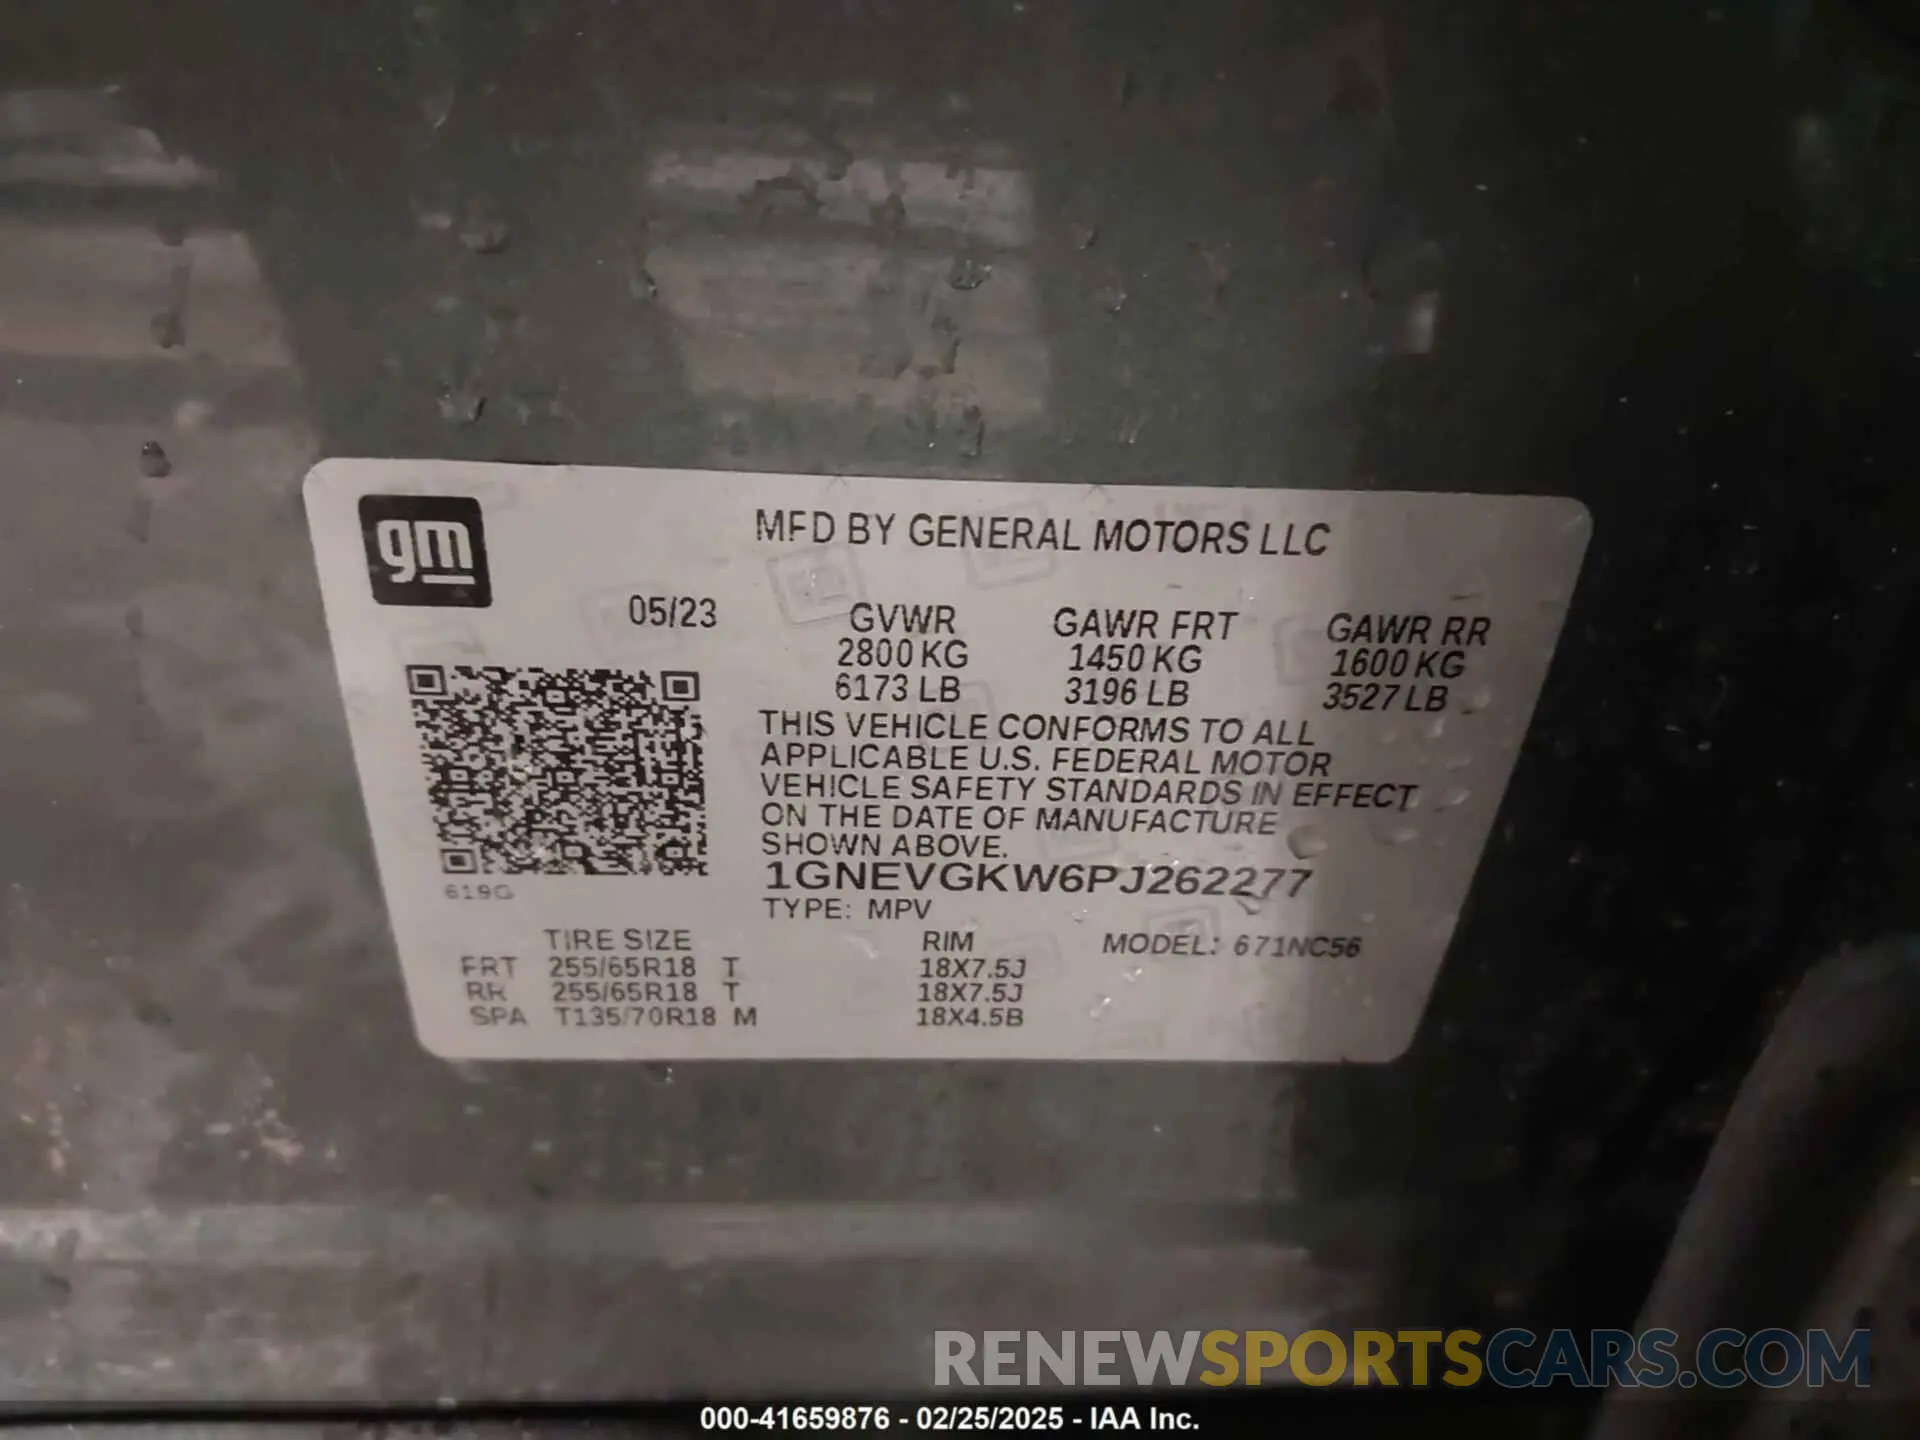 gm
MFD BY GENERAL MOTORS LLC
05/23
GVWR GAWR FRT GAWR RR
2800 KG 1450 KG 1600 KG
6173 LB 3196 LB 3527 LB
THIS VEHICLE CONFORMS TO ALL
APPLICABLE U.S. FEDERAL MOTOR
VEHICLE SAFETY STANDARDS IN EFFECT
ON THE DATE OF MANUFACTURE
SHOWN ABOVE.
1GNEVGKW6PJ262277
619G
TYPE: MPV
TIRE SIZE RIM MODEL: 671NC56
FRT 255/65R18 T 18X7.5J
RR 255/65R18 T 18X7.5J
SPA T135/70R18 M 18X4.5B
RENEWSPORTSCARS.COM
000-41659876 - 02/25/2025 - IAA Inc.